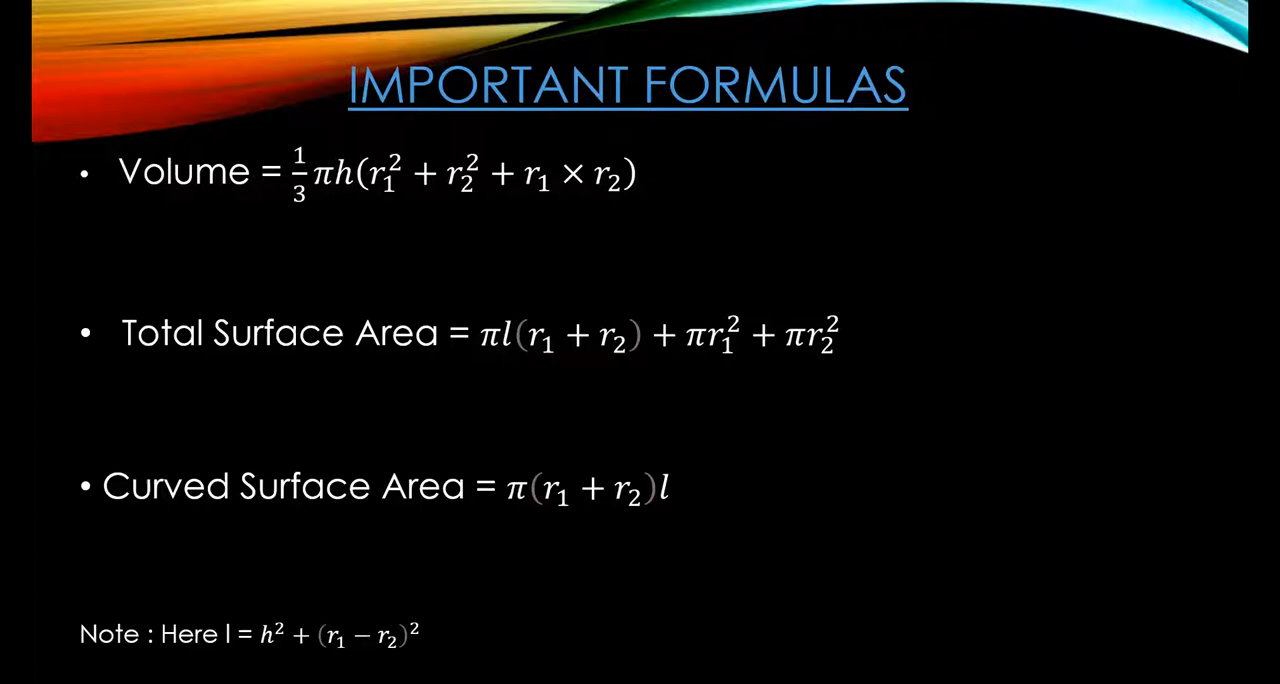 IMPORTANT FORMULAS
• Volume = \frac{1}{3}πh(r₁² + r₂² + r₁ × r₂)
• Total Surface Area = πl(r₁ + r₂) + πr₁² + πr₂²
• Curved Surface Area = π(r₁ + r₂)l
Note : Here l = h² + (r₁ − r₂)²